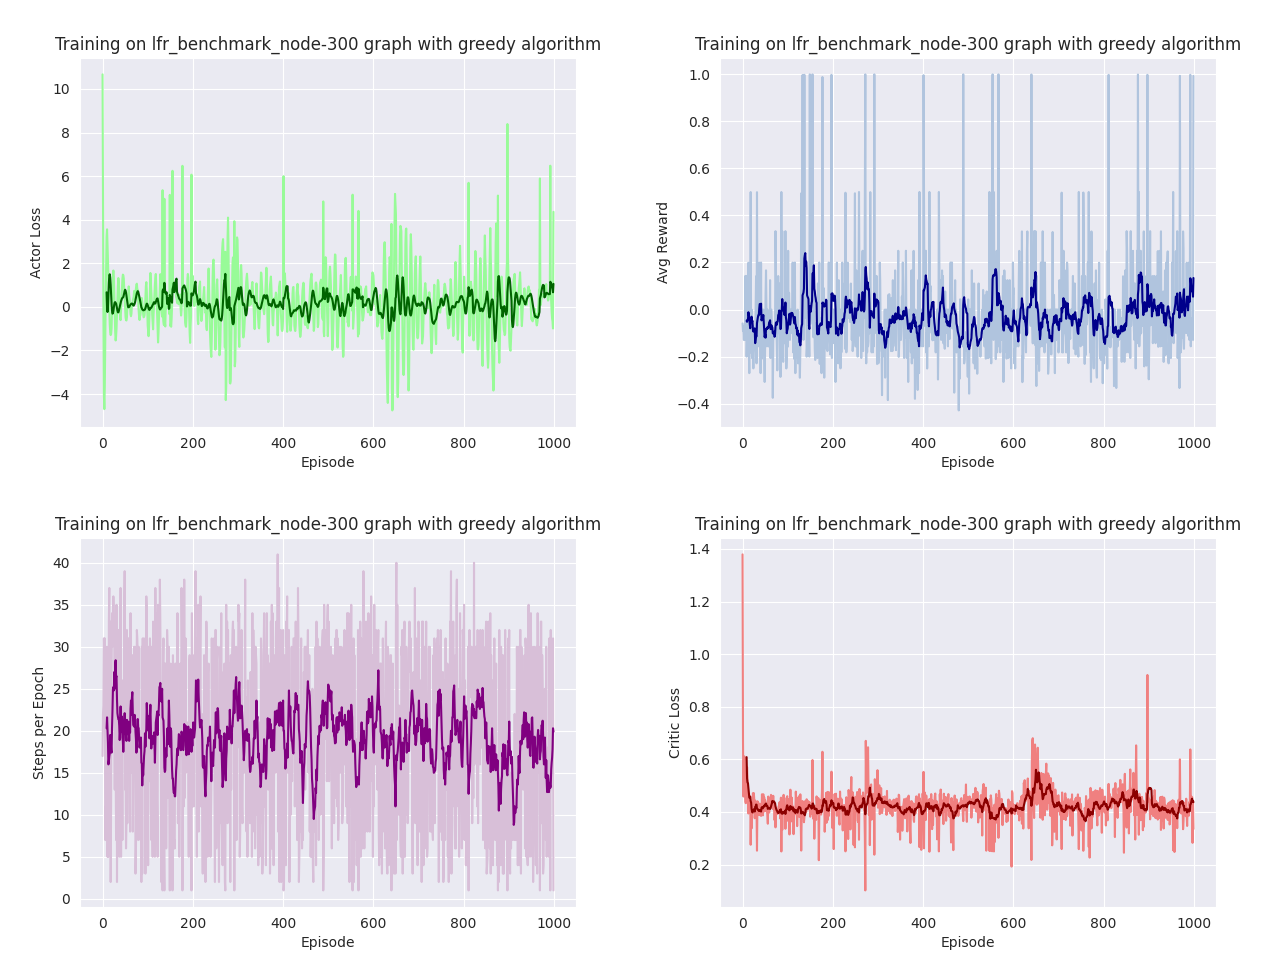 Training on lfr_benchmark_node-300 graph with greedy algorithm
Actor Loss
10
8
6
4
2
0
−2
−4
0 200 400 600 800 1000
Episode
Training on lfr_benchmark_node-300 graph with greedy algorithm
Avg Reward
1.0
0.8
0.6
0.4
0.2
0.0
−0.2
−0.4
0 200 400 600 800 1000
Episode
Training on lfr_benchmark_node-300 graph with greedy algorithm
Steps per Epoch
40
35
30
25
20
15
10
5
0
0 200 400 600 800 1000
Episode
Training on lfr_benchmark_node-300 graph with greedy algorithm
Critic Loss
1.4
1.2
1.0
0.8
0.6
0.4
0.2
0 200 400 600 800 1000
Episode